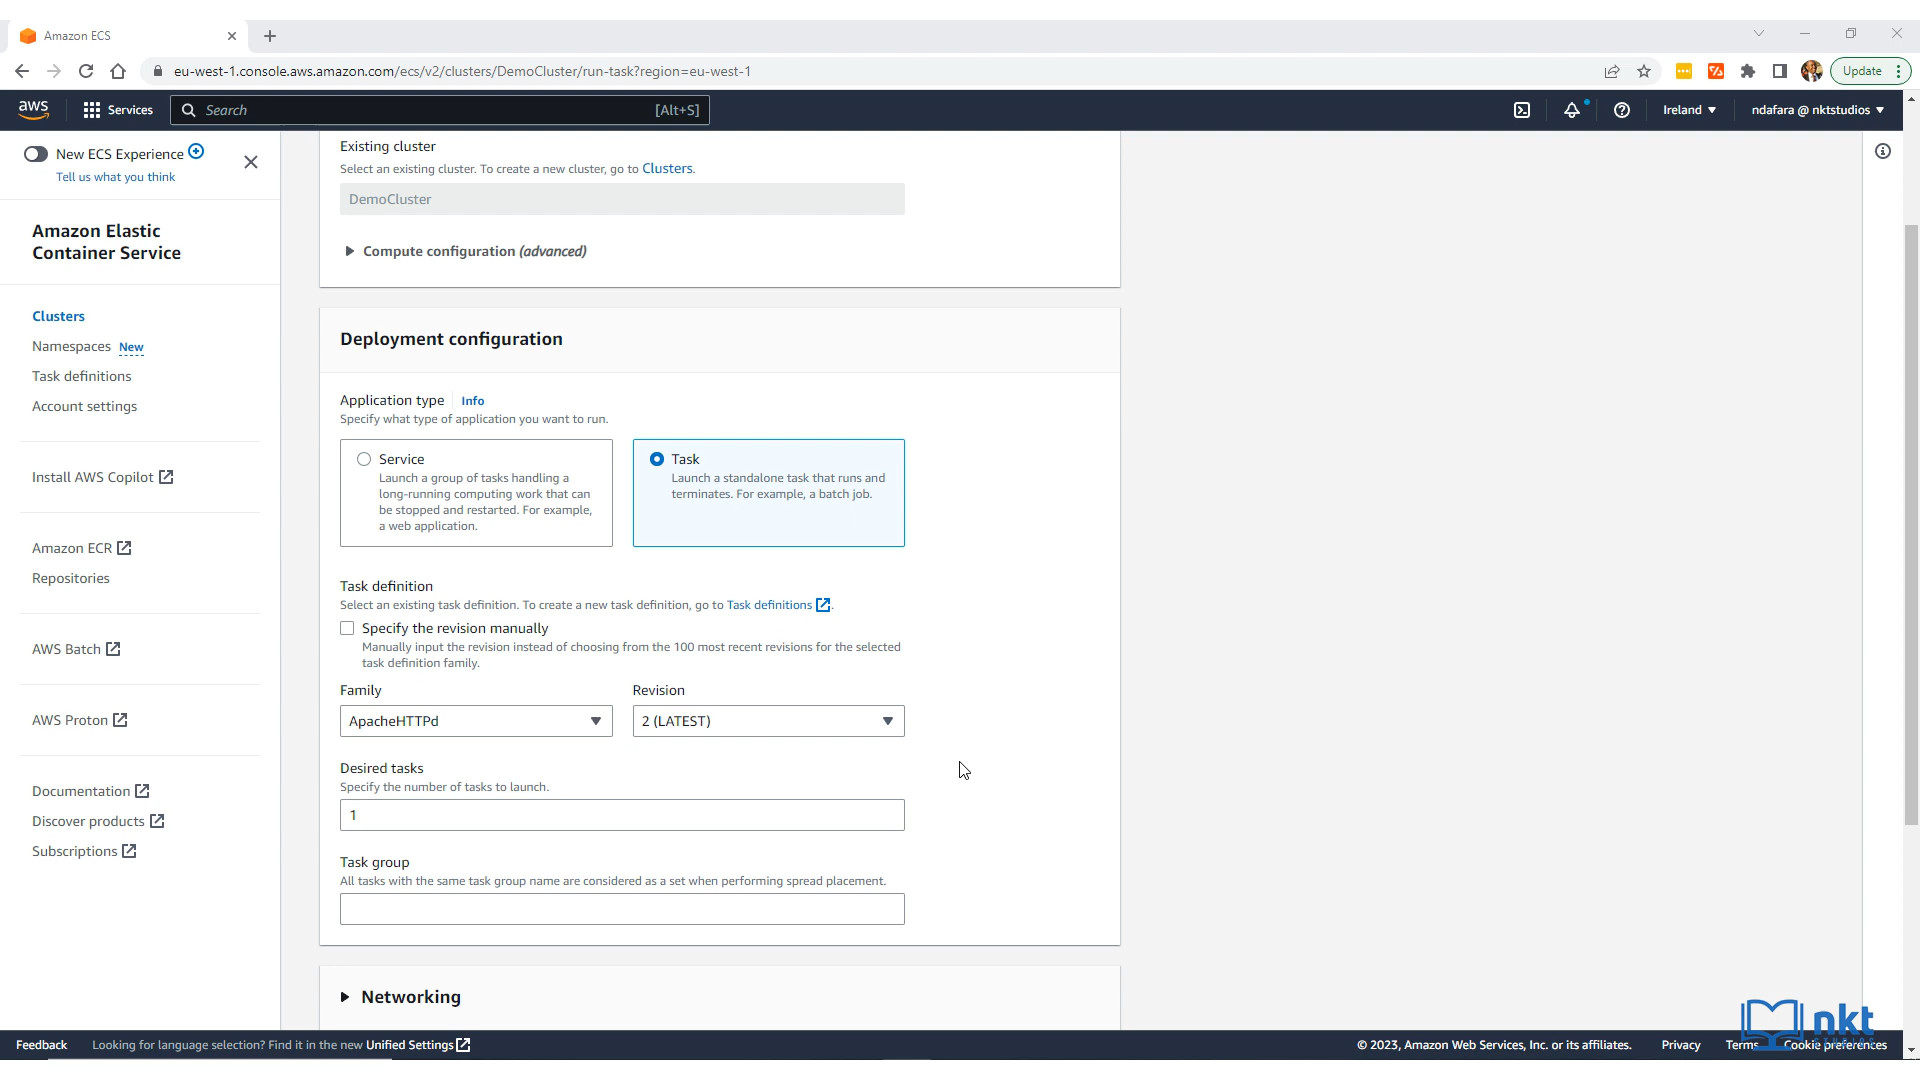 Amazon ECS
eu-west-1.console.aws.amazon.com/ecs/v2/clusters/DemoCluster/run-task?region=eu-west-1
Update
aws
Services
Search
[Alt+S]
Ireland
ndafara @ nktstudios
New ECS Experience
Tell us what you think
Amazon Elastic
Container Service
Clusters
Namespaces New
Task definitions
Account settings
Install AWS Copilot
Amazon ECR
Repositories
AWS Batch
AWS Proton
Documentation
Discover products
Subscriptions
Existing cluster
Select an existing cluster. To create a new cluster, go to Clusters.
DemoCluster
Compute configuration (advanced)
Deployment configuration
Application type Info
Specify what type of application you want to run.
Service
Launch a group of tasks handling a
long-running computing work that can
be stopped and restarted. For example,
a web application.
Task
Launch a standalone task that runs and
terminates. For example, a batch job.
Task definition
Select an existing task definition. To create a new task definition, go to Task definitions.
Specify the revision manually
Manually input the revision instead of choosing from the 100 most recent revisions for the selected
task definition family.
Family
ApacheHTTPd
Revision
2 (LATEST)
Desired tasks
Specify the number of tasks to launch.
1
Task group
All tasks with the same task group name are considered as a set when performing spread placement.
Networking
nkt
STUDIOS
Feedback
Looking for language selection? Find it in the new Unified Settings
© 2023, Amazon Web Services, Inc. or its affiliates.
Privacy
Terms
Cookie preferences